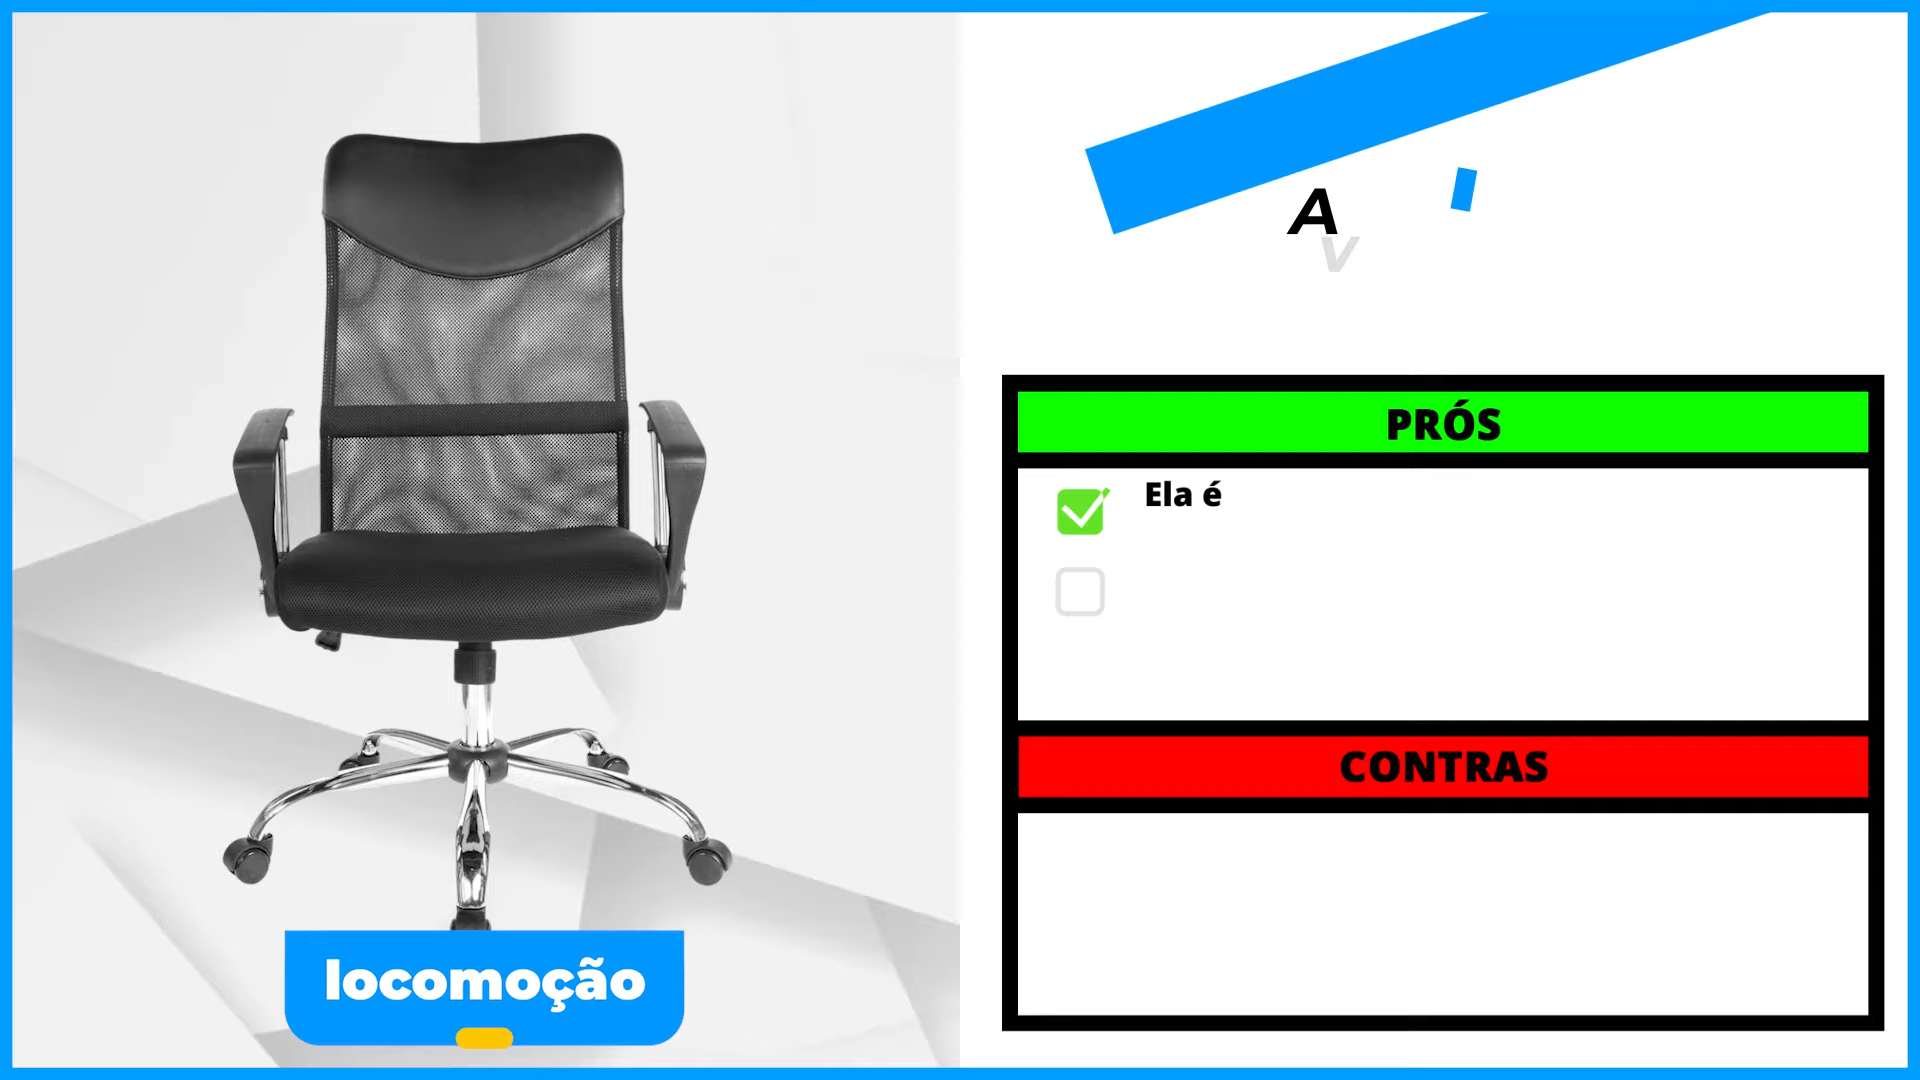 A
v
PRÓS
Ela é
CONTRAS
locomoção